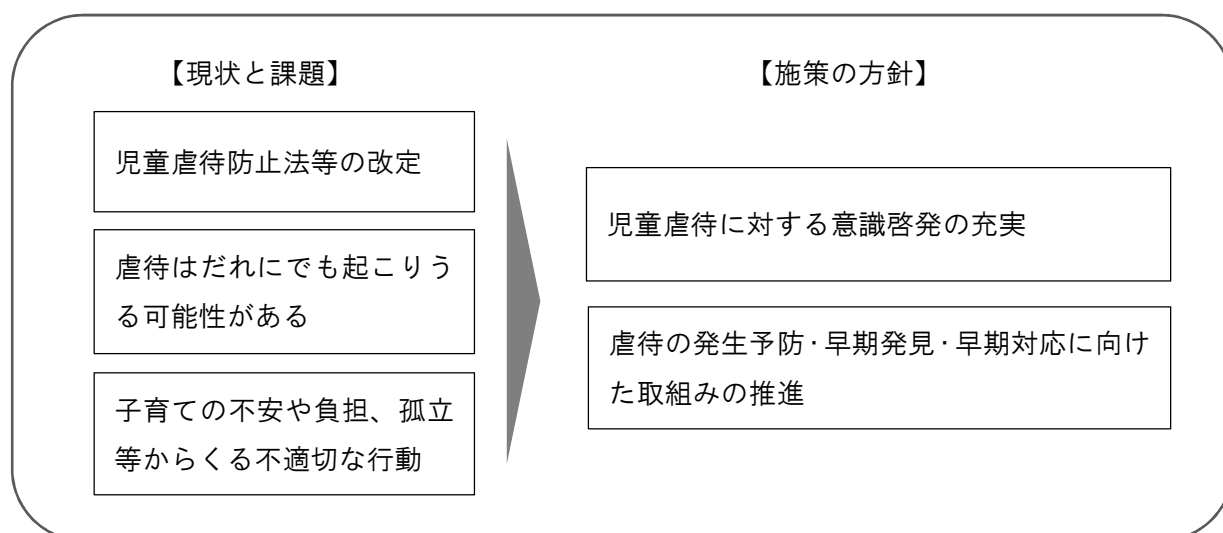 【現状と課題】
児童虐待防止法等の改定
虐待はだれにでも起こりう
る可能性がある
子育ての不安や負担、孤立
等からくる不適切な行動
【施策の方針】
児童虐待に対する意識啓発の充実
虐待の発生予防・早期発見・早期対応に向け
た取組みの推進